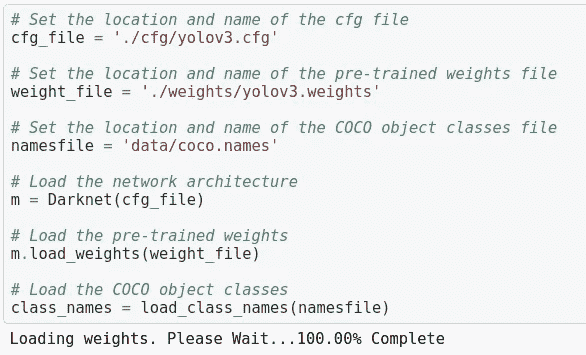 # Set the location and name of the cfg file
cfg_file = './cfg/yolov3.cfg'
# Set the location and name of the pre-trained weights file
weight_file = './weights/yolov3.weights'
# Set the location and name of the COCO object classes file
namesfile = 'data/coco.names'
# Load the network architecture
m = Darknet(cfg_file)
# Load the pre-trained weights
m.load_weights(weight_file)
# Load the COCO object classes
class_names = load_class_names(namesfile)
Loading weights. Please Wait...100.00% Complete